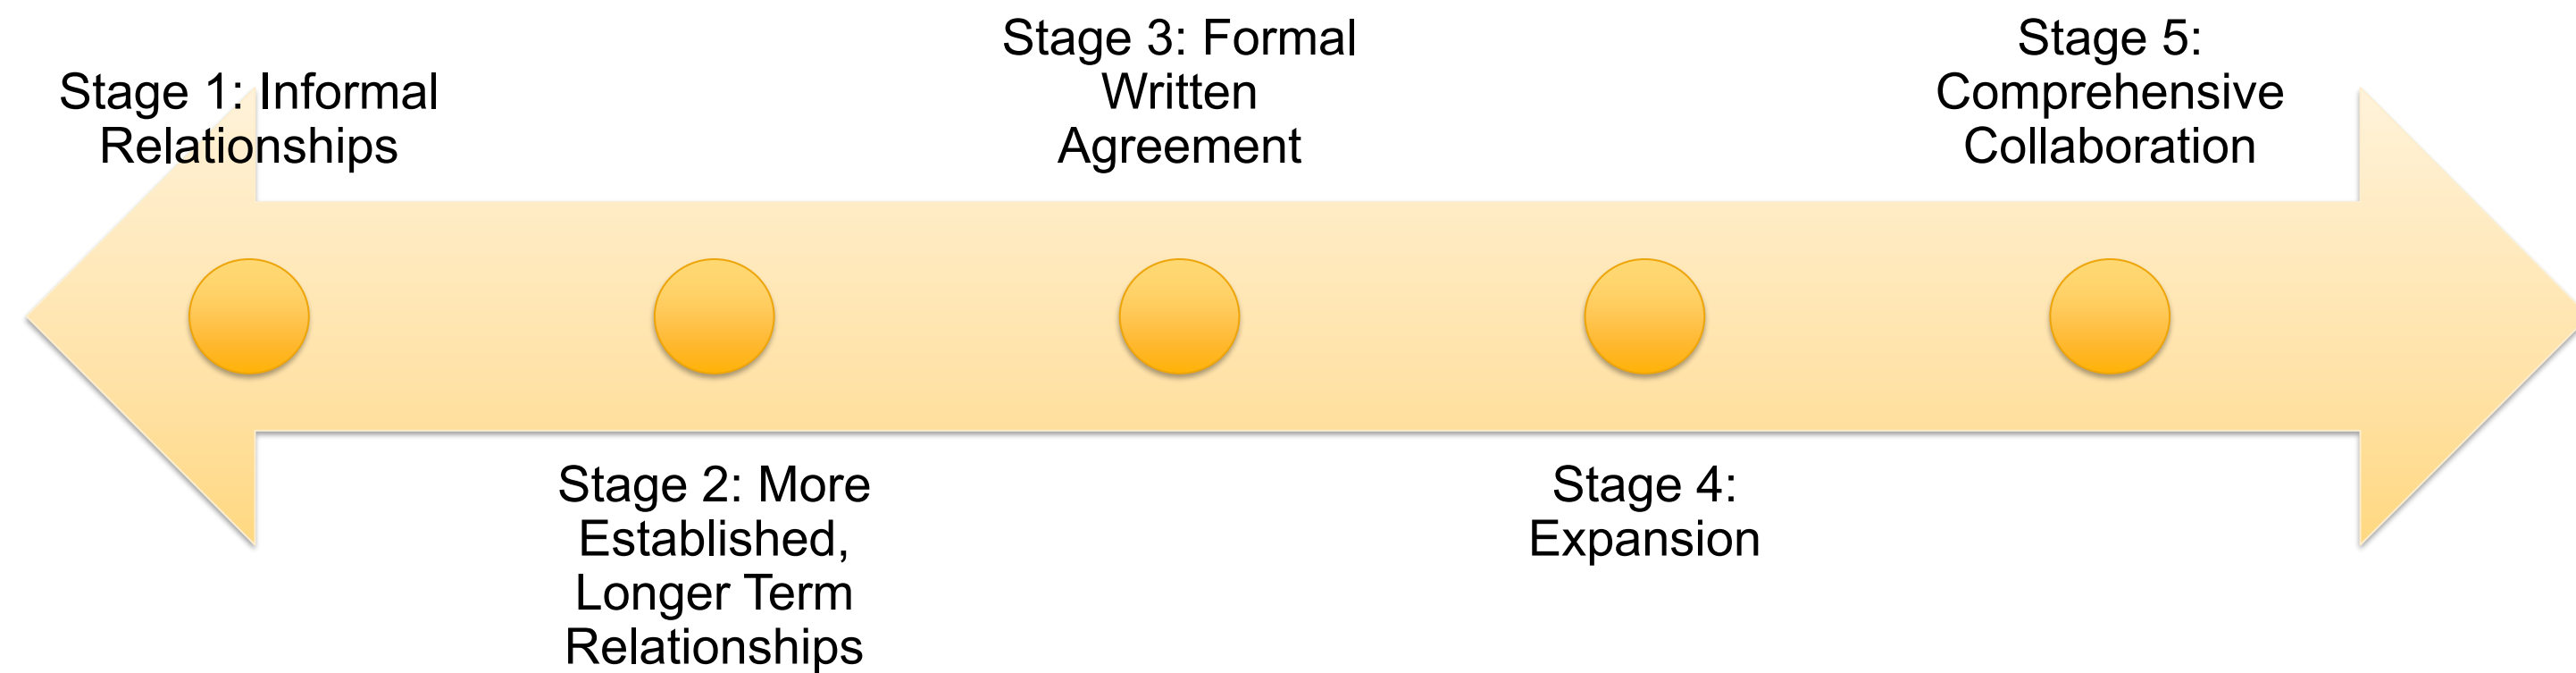 Stage 1: Informal
Relationships
Stage 2: More
Established,
Longer Term
Relationships
Stage 3: Formal
Written
Agreement
Stage 4:
Expansion
Stage 5:
Comprehensive
Collaboration